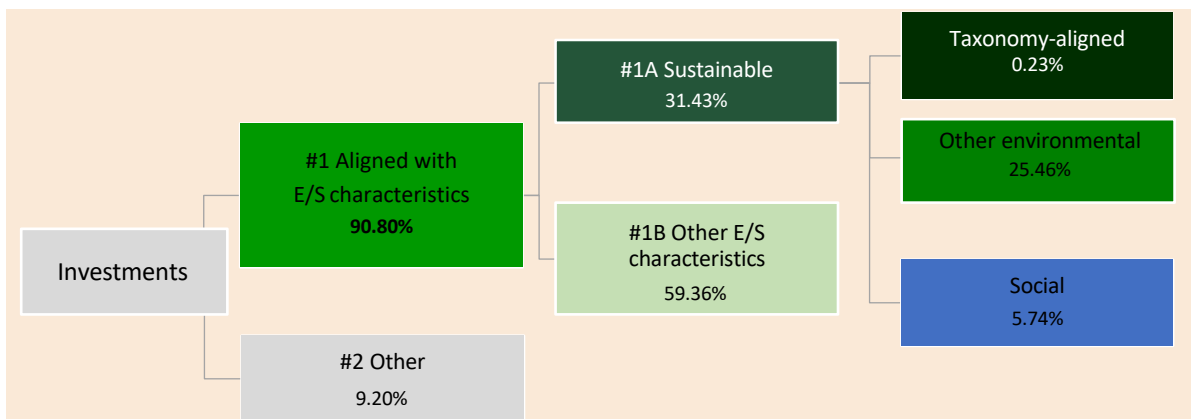 Investments
#1 Aligned with
E/S characteristics
90.80%
#2 Other
9.20%
#1A Sustainable
31.43%
#1B Other E/S
characteristics
59.36%
Taxonomy-aligned
0.23%
Other environmental
25.46%
Social
5.74%